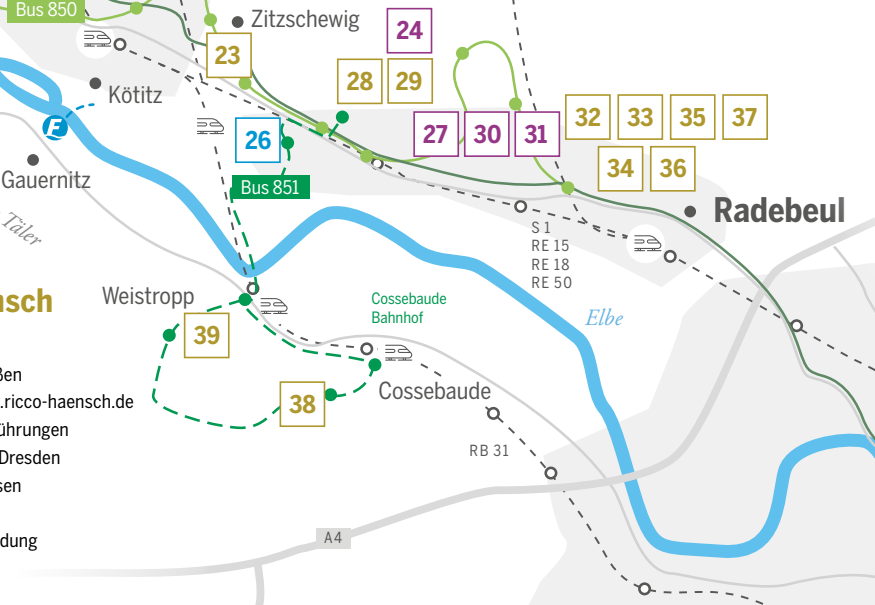 Bus 850
Zitzschewig
24
23
28
29
Kötitz
F
26
27
30
31
32
33
35
37
34
36
Gauernitz
Bus 851
Täler
Radebeul
S 1
RE 15
RE 18
RE 50
Weistropp
nsch
Cossebaude
Bahnhof
Elbe
39
ßen
.ricco-haensch.de
Cossebaude
38
ührungen
RB 31
Dresden
sen
A4
dung